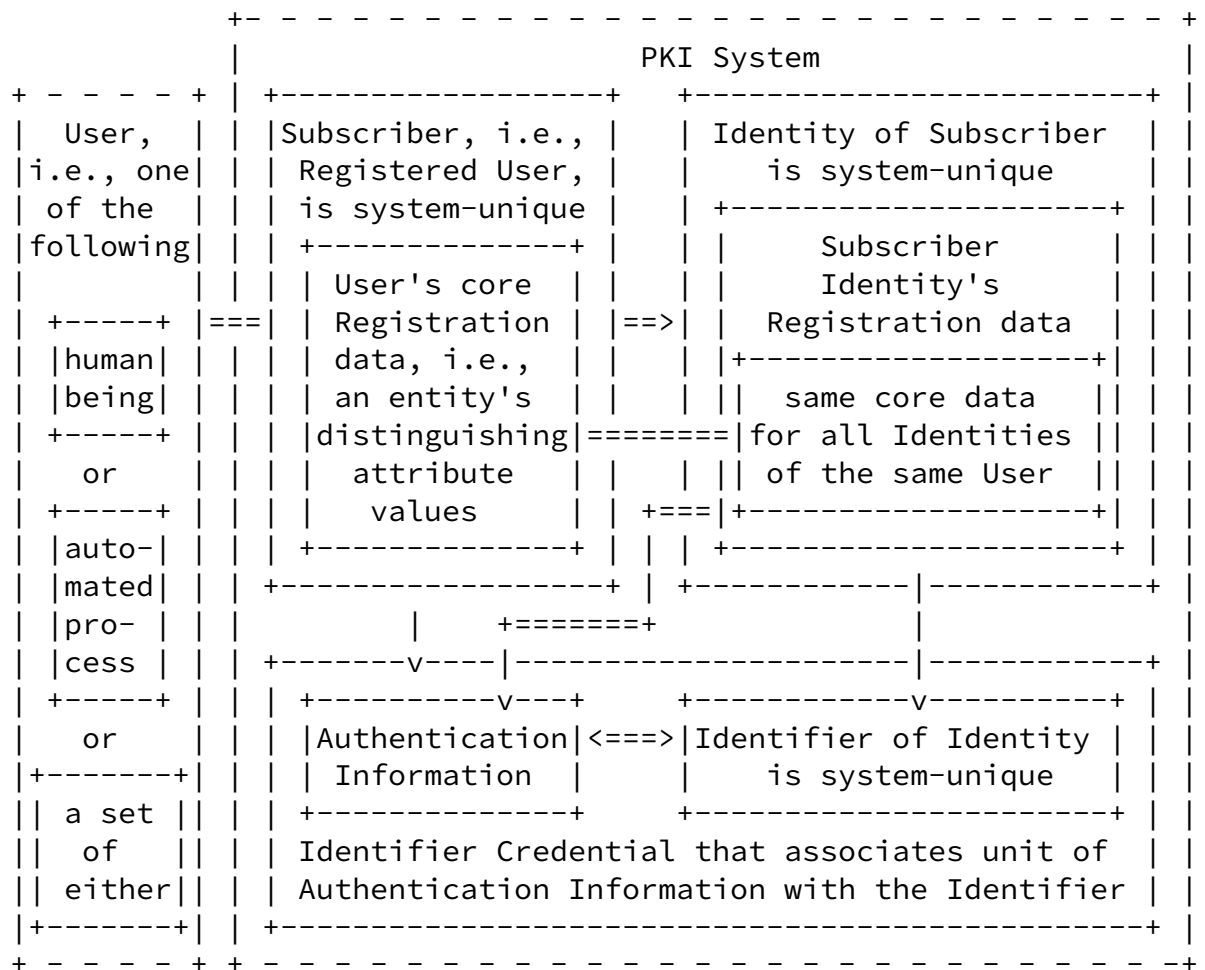 PKI System
User,
i.e., one
of the
following
human
being
or
auto-
mated
pro-
cess
or
a set
of
either
Subscriber, i.e.,
Registered User,
is system-unique
User's core
Registration
data, i.e.,
an entity's
distinguishing
attribute
values
Identity of Subscriber
is system-unique
Subscriber
Identity's
Registration data
same core data
for all Identities
of the same User
Authentication
Information
Identifier of Identity
is system-unique
Identifier Credential that associates unit of
Authentication Information with the Identifier